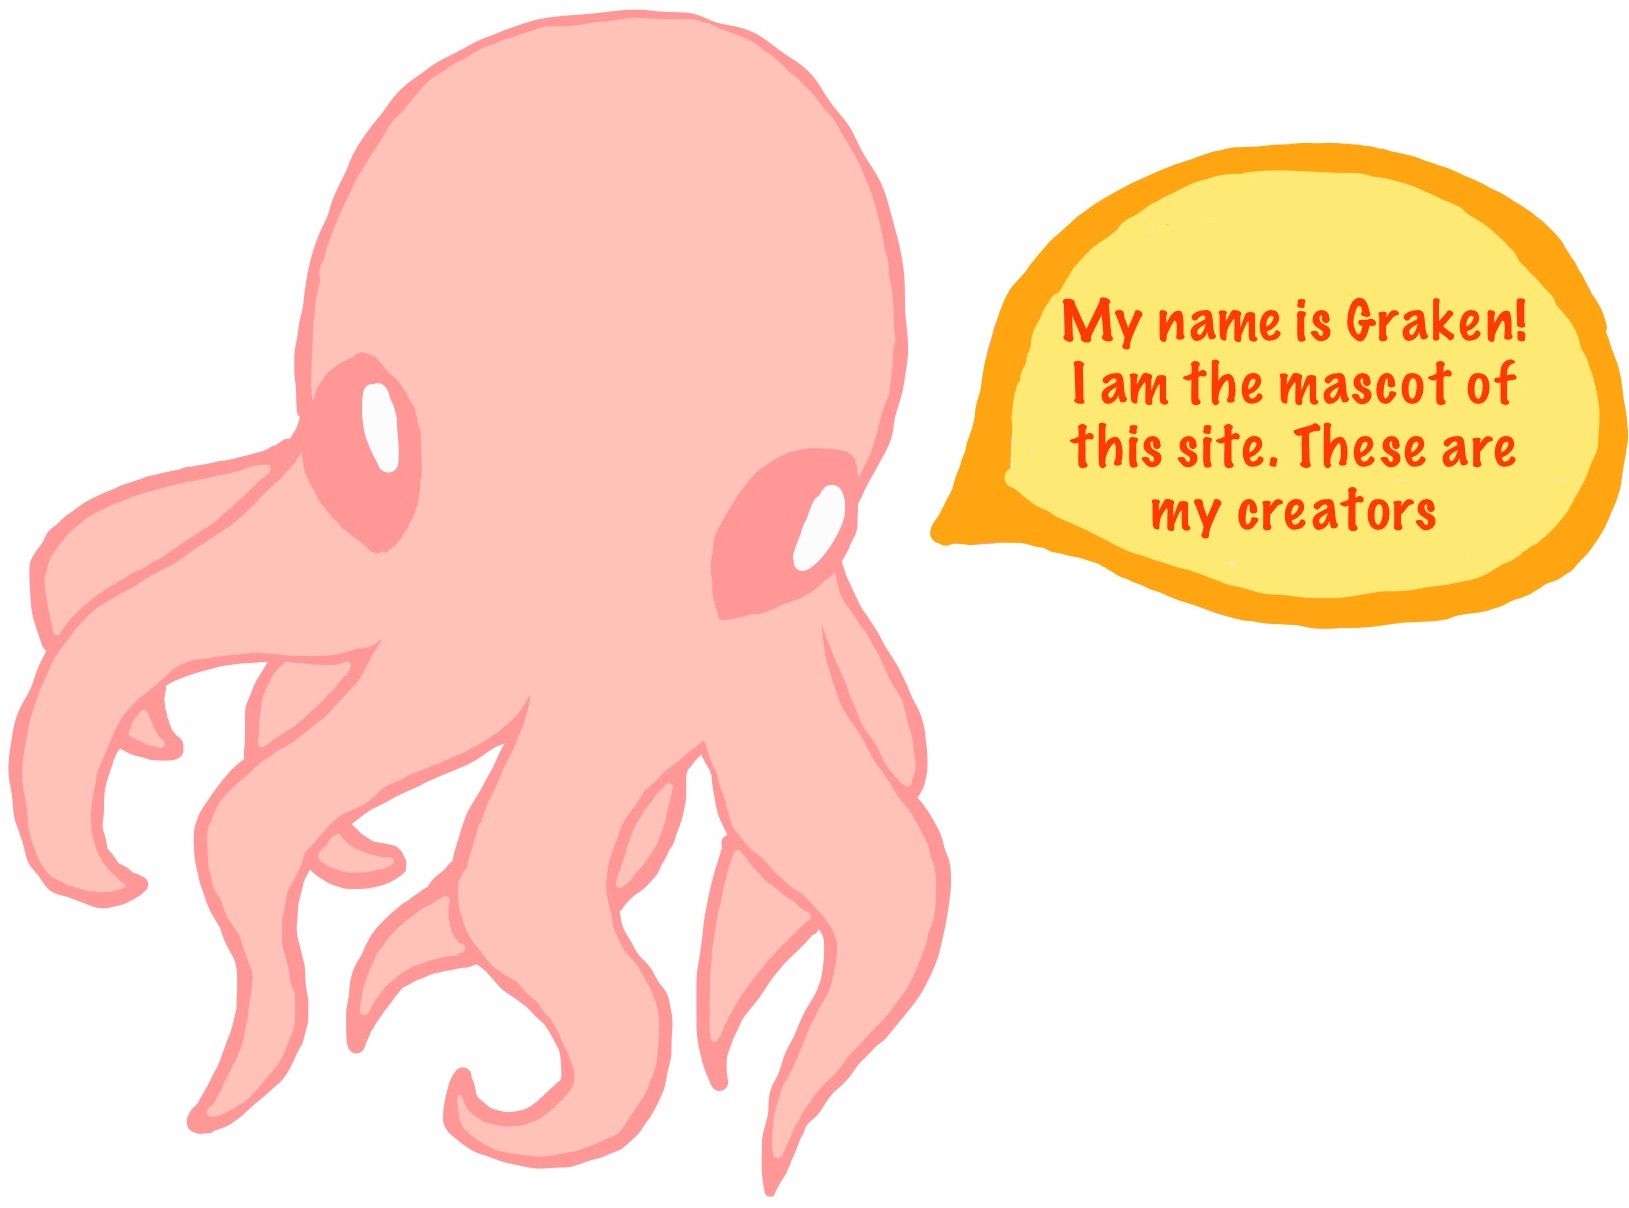 My name is Graken!
I am the mascot of
this site. These are
my creators